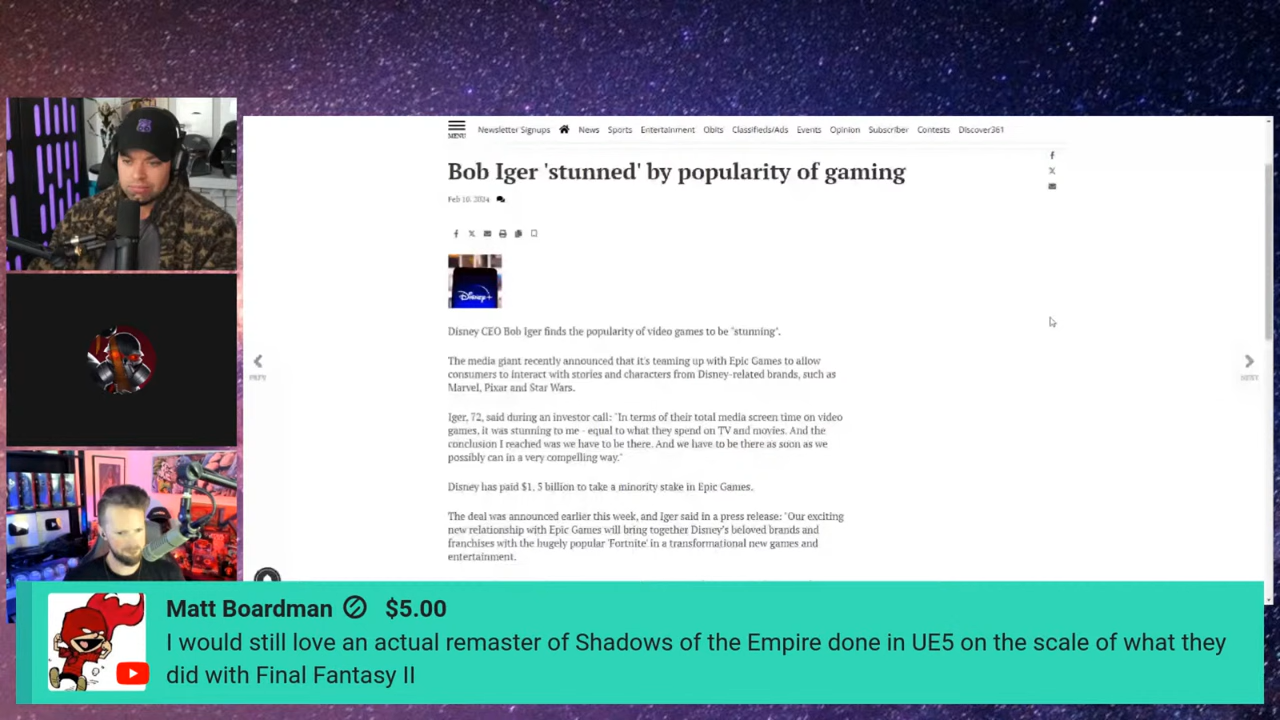 MENU
Newsletter Signups News Sports Entertainment Obits Classifieds/Ads Events Opinion Subscriber Contests Discover361
Bob Iger 'stunned' by popularity of gaming
Feb 10, 2024
Disney+
Disney CEO Bob Iger finds the popularity of video games to be "stunning".
The media giant recently announced that it's teaming up with Epic Games to allow
consumers to interact with stories and characters from Disney-related brands, such as
Marvel, Pixar and Star Wars.
Iger, 72, said during an investor call: "In terms of their total media screen time on video
games, it was stunning to me - equal to what they spend on TV and movies. And the
conclusion I reached was we have to be there. And we have to be there as soon as we
possibly can in a very compelling way."
Disney has paid $1. 5 billion to take a minority stake in Epic Games.
The deal was announced earlier this week, and Iger said in a press release: "Our exciting
new relationship with Epic Games will bring together Disney's beloved brands and
franchises with the hugely popular 'Fortnite' in a transformational new games and
entertainment.
PREV
NEXT
Matt Boardman $5.00
I would still love an actual remaster of Shadows of the Empire done in UE5 on the scale of what they
did with Final Fantasy II